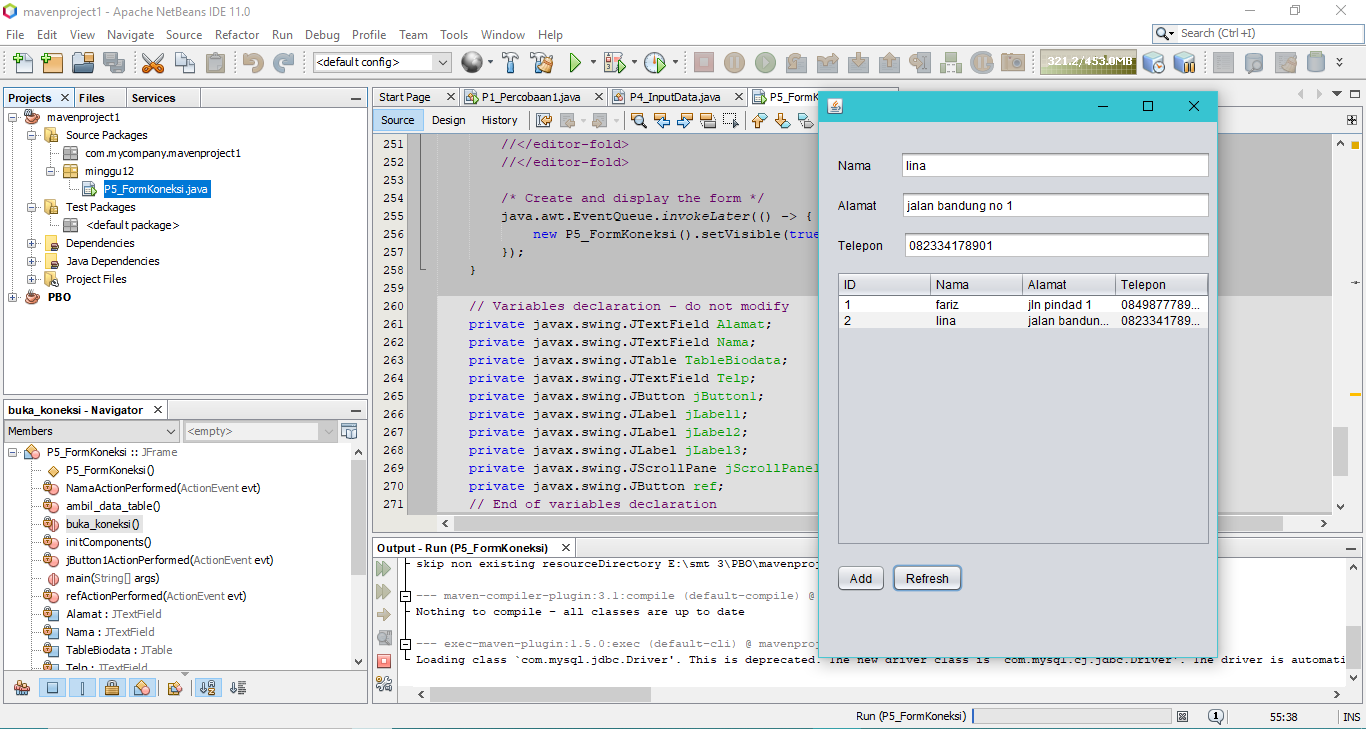 mavenproject1 - Apache NetBeans IDE 11.0
File Edit View Navigate Source Refactor Run Debug Profile Team Tools Window Help
Search (Ctrl+I)
<default config>
321.2/453.0MB
Projects Files Services
mavenproject1
Source Packages
com.mycompany.mavenproject1
minggu12
P5_FormKoneksi.java
Test Packages
<default package>
Dependencies
Java Dependencies
Project Files
PBO
buka_koneksi - Navigator
Members
<empty>
P5_FormKoneksi :: JFrame
P5_FormKoneksi()
NamaActionPerformed(ActionEvent evt)
ambil_data_table()
buka_koneksi()
initComponents()
jButton1ActionPerformed(ActionEvent evt)
main(String[] args)
refActionPerformed(ActionEvent evt)
Alamat : JTextField
Nama : JTextField
TableBiodata : JTable
Telp : JTextField
Start Page P1_Percobaan1.java P4_InputData.java P5_FormK
Source Design History
251 //</editor-fold>
252 //</editor-fold>
253
254 /* Create and display the form */
255 java.awt.EventQueue.invokeLater(() -> {
256 new P5_FormKoneksi().setVisible(true
257 });
258 }
259
260 // Variables declaration - do not modify
261 private javax.swing.JTextField Alamat;
262 private javax.swing.JTextField Nama;
263 private javax.swing.JTable TableBiodata;
264 private javax.swing.JTextField Telp;
265 private javax.swing.JButton jButton1;
266 private javax.swing.JLabel jLabel1;
267 private javax.swing.JLabel jLabel2;
268 private javax.swing.JLabel jLabel3;
269 private javax.swing.JScrollPane jScrollPane1
270 private javax.swing.JButton ref;
271 // End of variables declaration
Output - Run (P5_FormKoneksi)
skip non existing resourceDirectory E:\smt 3\PBO\mavenproj
--- maven-compiler-plugin:3.1:compile (default-compile) @
Nothing to compile - all classes are up to date
--- exec-maven-plugin:1.5.0:exec (default-cli) @ mavenproj
Loading class `com.mysql.jdbc.Driver'. This is deprecated. The new driver class is `com.mysql.cj.jdbc.Driver'. The driver is automati
Nama lina
Alamat jalan bandung no 1
Telepon 082334178901
ID Nama Alamat Telepon
1 fariz jln pindad 1 0849877789...
2 lina jalan bandun... 0823341789...
Add Refresh
Run (P5_FormKoneksi) 1 55:38 INS